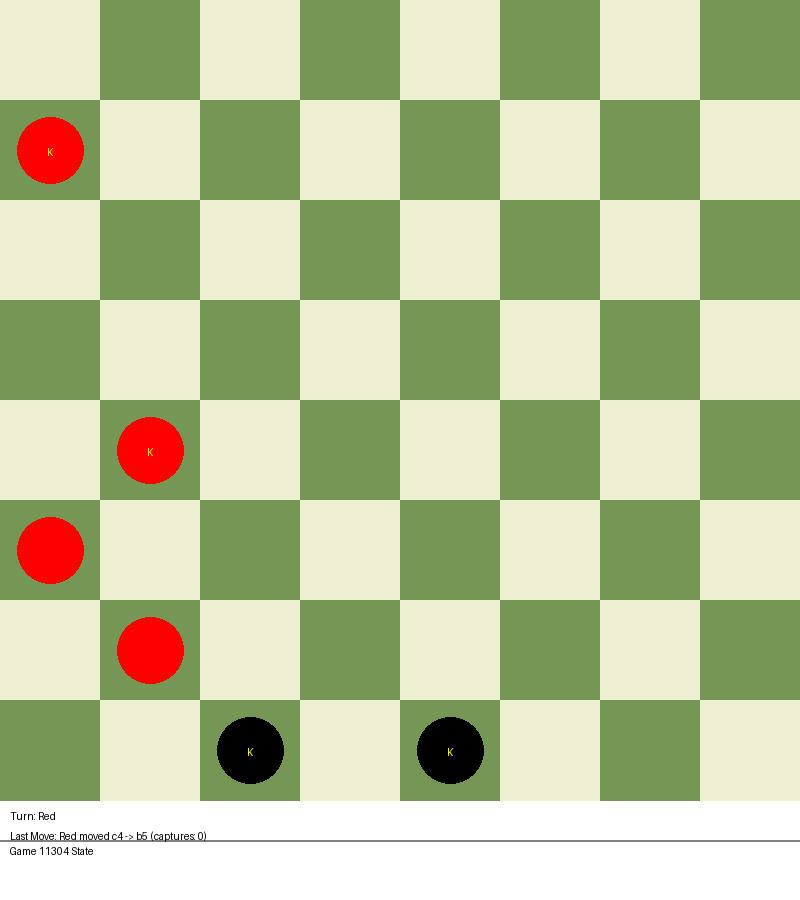 K
K
K K
Turn: Red
Last Move: Red moved c4 -> b5 (captures: 0)
Game 11304 State